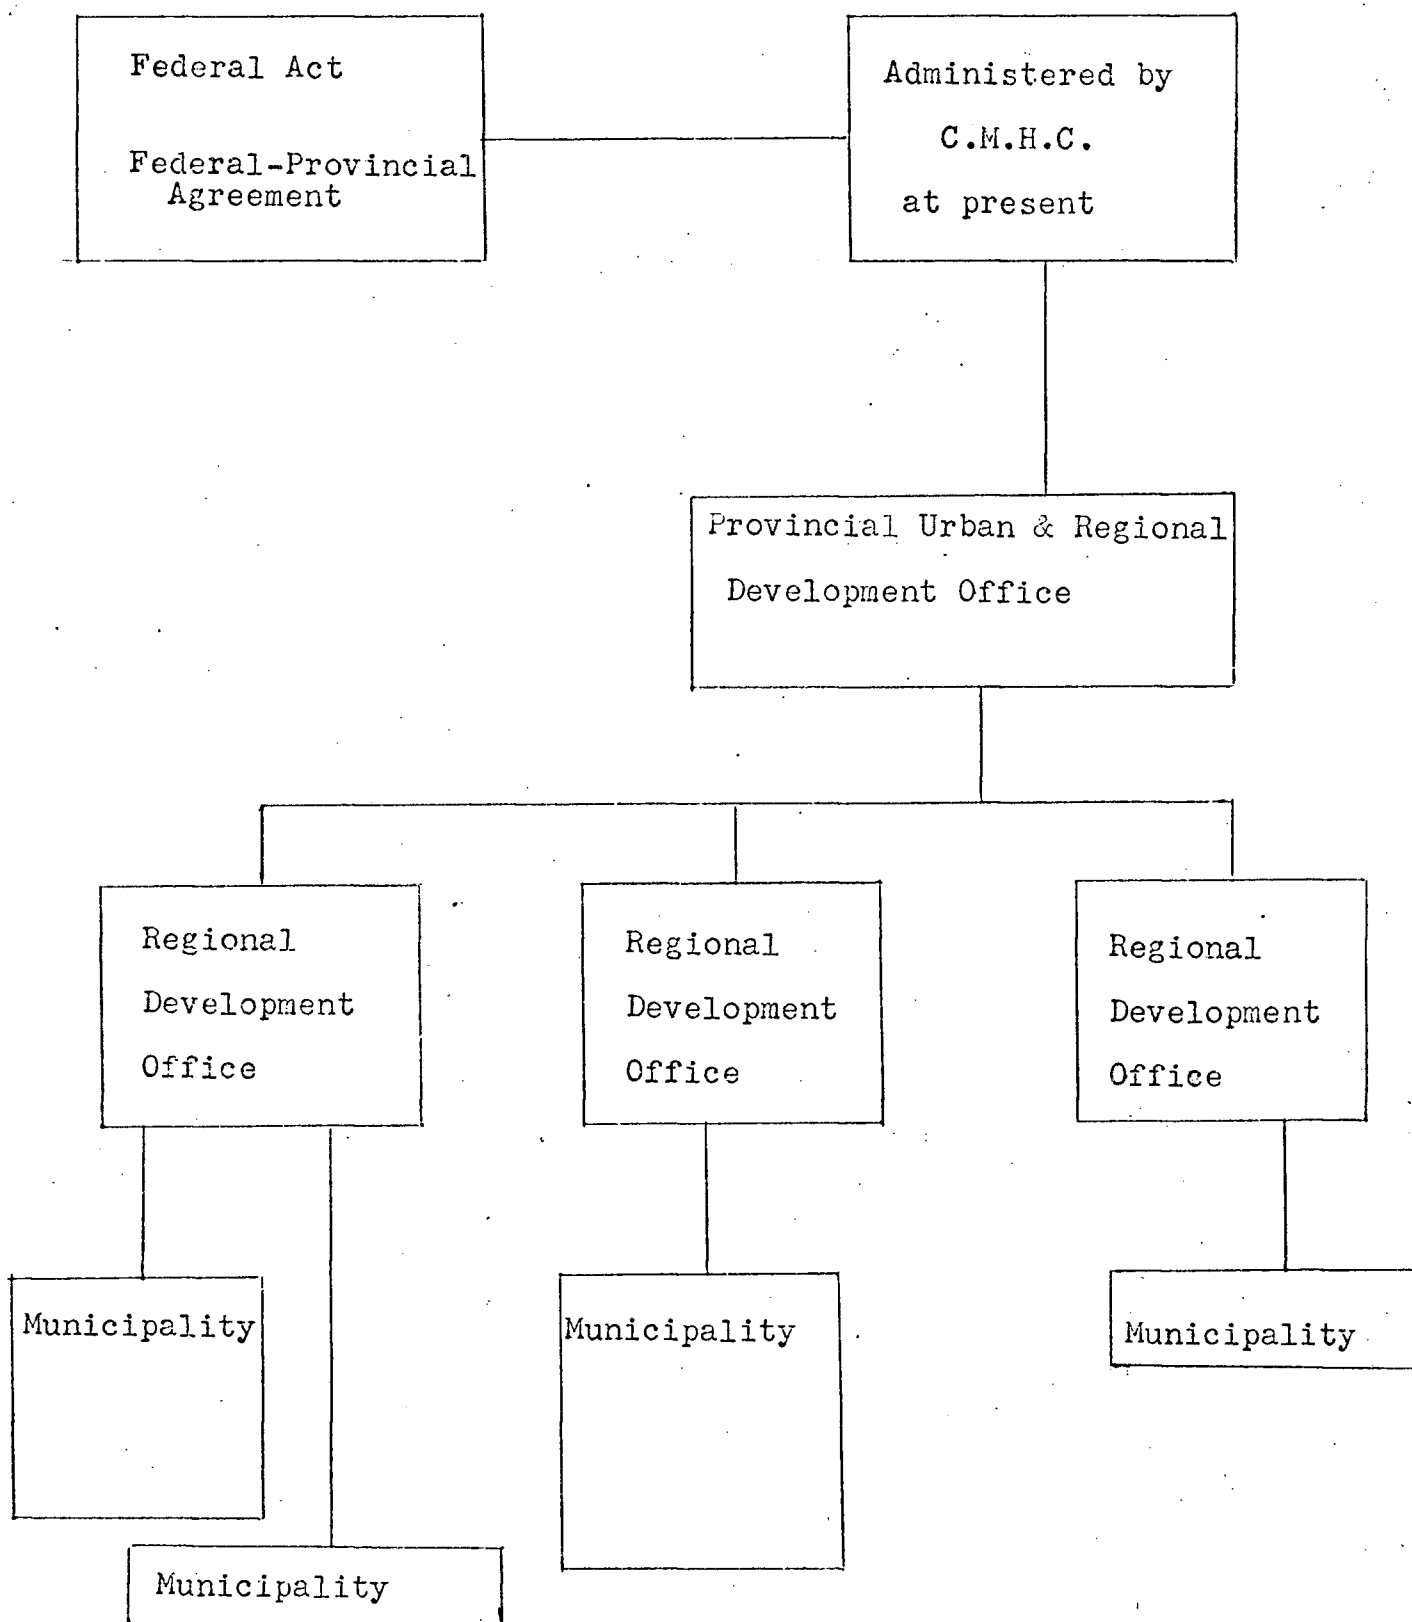 Federal Act
Federal-Provincial
Agreement
Administered by
C.M.H.C.
at present
Provincial Urban & Regional
Development Office
Regional
Development
Office
Regional
Development
Office
Regional
Development
Office
Municipality
Municipality
Municipality
Municipality